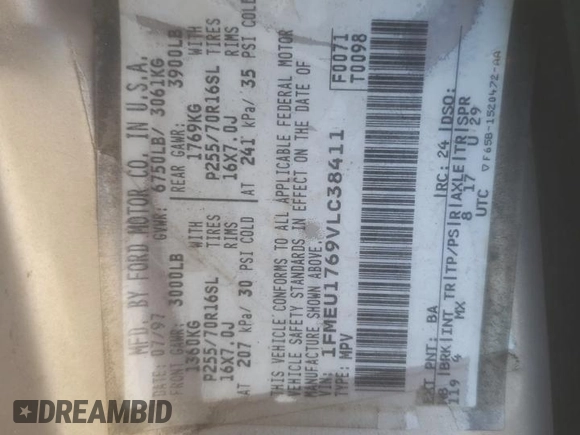 MFD. BY FORD MOTOR CO. IN U.S.A.
DATE: 07/97 GVWR: 6750LB/ 3061KG
FRONT GAWR: 3000LB REAR GAWR: 3900LB
1360KG WITH 1769KG WITH
P255/70R16SL TIRES P255/70R16SL TIRES
16X7.0J RIMS 16X7.0J RIMS
AT 207 kPa/ 30 PSI COLD AT 241 kPa/ 35 PSI COLD
THIS VEHICLE CONFORMS TO ALL APPLICABLE FEDERAL MOTOR
VEHICLE SAFETY STANDARDS IN EFFECT ON THE DATE OF
MANUFACTURE SHOWN ABOVE.
VIN: 1FMEU1769VLC38411 F0071
TYPE: MPV T0098
EXT PNT: BA RC: 24 DSO:
WB BRK INT TR TP/PS R AXLE TR SPR
119 4 MX 8 17 U 29
UTC ▽F65B-1520472-AA
DREAMBID